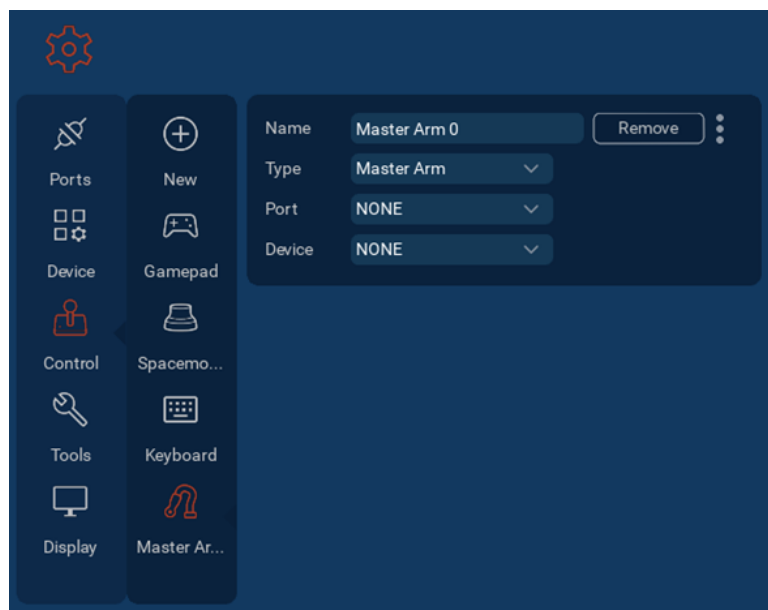 Ports
Device
Control
Tools
Display
New
Gamepad
Spacemo...
Keyboard
Master Ar...
Name Master Arm 0 Remove
Type Master Arm
Port NONE
Device NONE